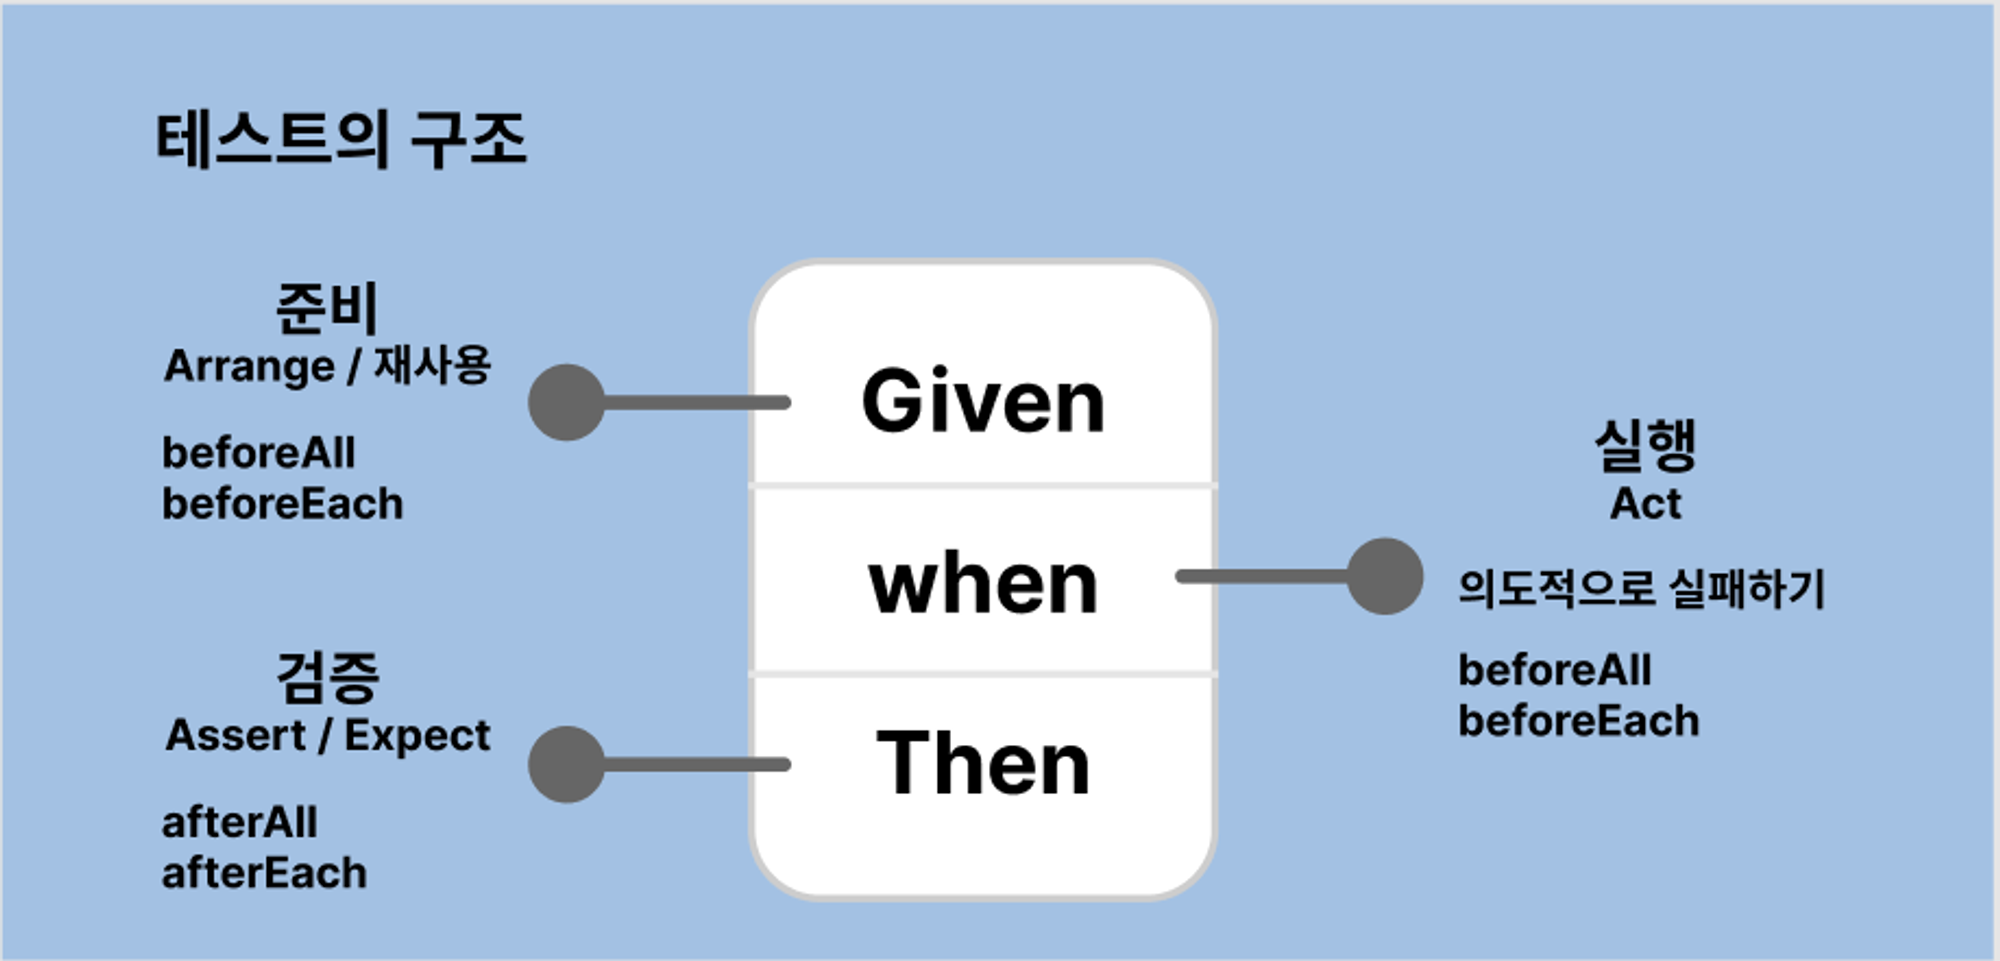 테스트의 구조
준비
Arrange / 재사용
beforeAll
beforeEach
Given
when
Then
실행
Act
의도적으로 실패하기
beforeAll
beforeEach
검증
Assert / Expect
afterAll
afterEach